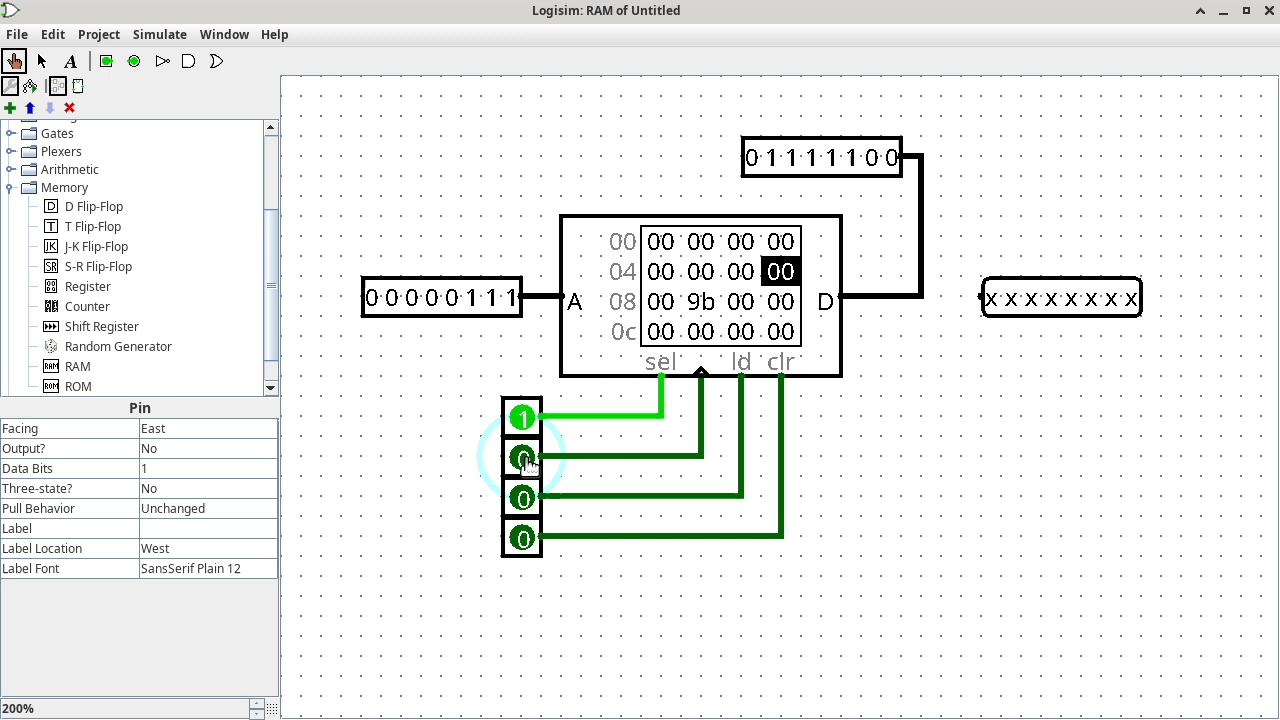 Logisim: RAM of Untitled
File Edit Project Simulate Window Help
A
Gates
Plexers
Arithmetic
Memory
D D Flip-Flop
T T Flip-Flop
JK J-K Flip-Flop
SR S-R Flip-Flop
Register
Counter
Shift Register
Random Generator
RAM RAM
ROM ROM
Pin
Facing East
Output? No
Data Bits 1
Three-state? No
Pull Behavior Unchanged
Label
Label Location West
Label Font SansSerif Plain 12
200%
0 1 1 1 1 1 0 0
00 00 00 00 00
04 00 00 00 00
0 0 0 0 0 1 1 1 A 08 00 9b 00 00 D x x x x x x x x
0c 00 00 00 00
sel ld clr
1
0
0
0